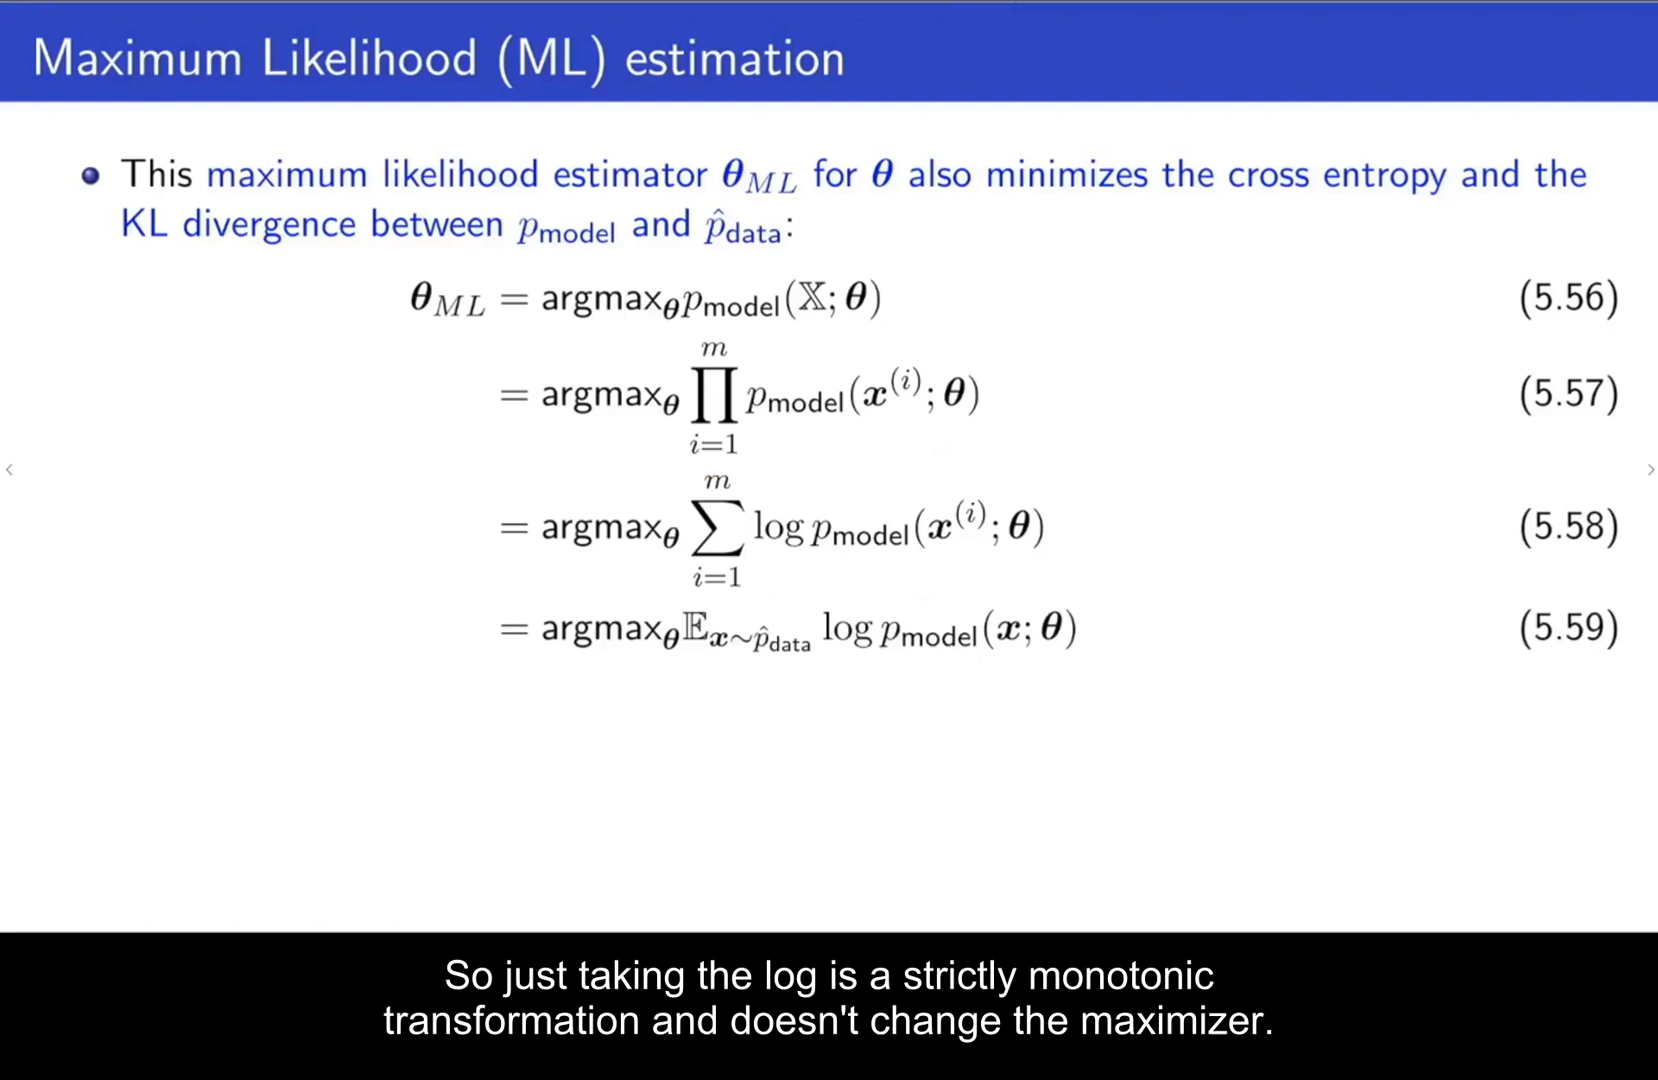 Maximum Likelihood (ML) estimation
This maximum likelihood estimator θ_ML for θ also minimizes the cross entropy and the
KL divergence between p_model and p̂_data:
θ_ML = argmax_θ p_model(𝕏; θ) (5.56)
= argmax_θ ∏_{i=1}^{m} p_model(x^(i); θ) (5.57)
= argmax_θ ∑_{i=1}^{m} log p_model(x^(i); θ) (5.58)
= argmax_θ 𝔼_{x∼p̂_data} log p_model(x; θ) (5.59)
So just taking the log is a strictly monotonic
transformation and doesn't change the maximizer.